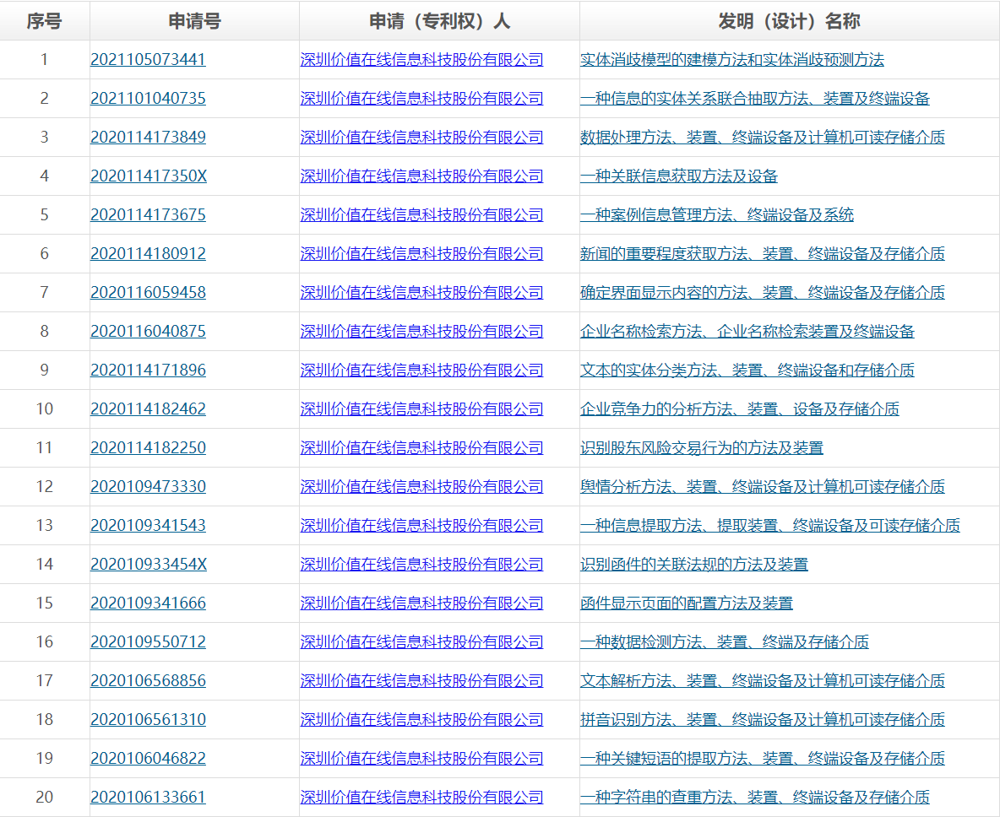 序号 申请号 申请（专利权）人 发明（设计）名称
1 2021105073441 深圳价值在线信息科技股份有限公司 实体消歧模型的建模方法和实体消歧预测方法
2 2021101040735 深圳价值在线信息科技股份有限公司 一种信息的实体关系联合抽取方法、装置及终端设备
3 2020114173849 深圳价值在线信息科技股份有限公司 数据处理方法、装置、终端设备及计算机可读存储介质
4 202011417350X 深圳价值在线信息科技股份有限公司 一种关联信息获取方法及设备
5 2020114173675 深圳价值在线信息科技股份有限公司 一种案例信息管理方法、终端设备及系统
6 2020114180912 深圳价值在线信息科技股份有限公司 新闻的重要程度获取方法、装置、终端设备及存储介质
7 2020116059458 深圳价值在线信息科技股份有限公司 确定界面显示内容的方法、装置、终端设备及存储介质
8 2020116040875 深圳价值在线信息科技股份有限公司 企业名称检索方法、企业名称检索装置及终端设备
9 2020114171896 深圳价值在线信息科技股份有限公司 文本的实体分类方法、装置、终端设备和存储介质
10 2020114182462 深圳价值在线信息科技股份有限公司 企业竞争力的分析方法、装置、设备及存储介质
11 2020114182250 深圳价值在线信息科技股份有限公司 识别股东风险交易行为的方法及装置
12 2020109473330 深圳价值在线信息科技股份有限公司 舆情分析方法、装置、终端设备及计算机可读存储介质
13 2020109341543 深圳价值在线信息科技股份有限公司 一种信息提取方法、提取装置、终端设备及可读存储介质
14 202010933454X 深圳价值在线信息科技股份有限公司 识别函件的关联法规的方法及装置
15 2020109341666 深圳价值在线信息科技股份有限公司 函件显示页面的配置方法及装置
16 2020109550712 深圳价值在线信息科技股份有限公司 一种数据检测方法、装置、终端及存储介质
17 2020106568856 深圳价值在线信息科技股份有限公司 文本解析方法、装置、终端设备及计算机可读存储介质
18 2020106561310 深圳价值在线信息科技股份有限公司 拼音识别方法、装置、终端设备及计算机可读存储介质
19 2020106046822 深圳价值在线信息科技股份有限公司 一种关键短语的提取方法、装置、终端设备及存储介质
20 2020106133661 深圳价值在线信息科技股份有限公司 一种字符串的查重方法、装置、终端设备及存储介质